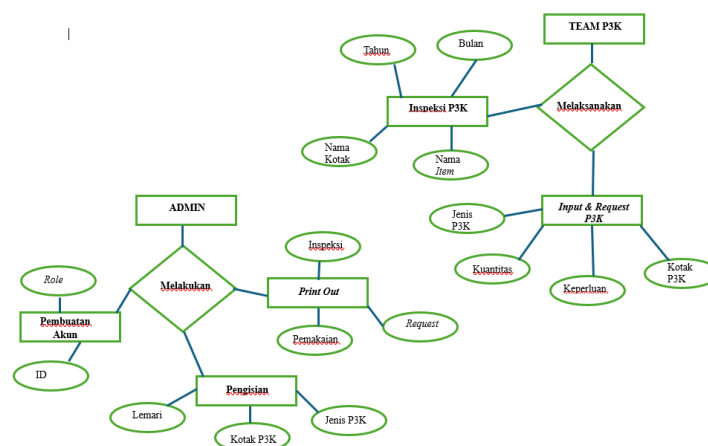 TEAM P3K
Tahun
Bulan
Melaksanakan
Inspeksi P3K
Nama
Kotak
Nama
Item
ADMIN
Input & Request
P3K
Jenis
P3K
Inspeksi
Kuantitas
Kotak
P3K
Keperluan
Role
Melakukan
Print Out
Pembuatan
Akun
Request
Pemakaian
ID
Pengisian
Lemari
Jenis P3K
Kotak P3K